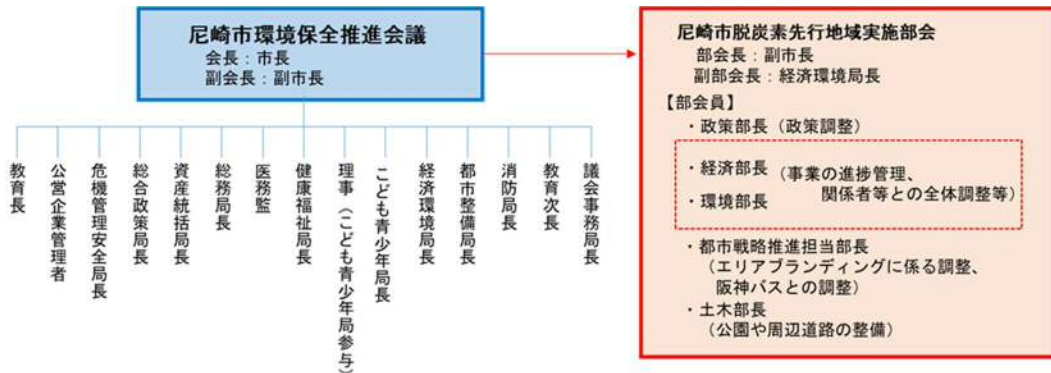 尼崎市環境保全推進会議
会長：市長
副会長：副市長
教育長
公営企業管理者
危機管理安全局長
総合政策局長
資産統括局長
総務局長
医務監
健康福祉局長
理事（こども青少年局参与）
こども青少年局長
経済環境局長
都市整備局長
消防局長
教育次長
議会事務局長
尼崎市脱炭素先行地域実施部会
部会長：副市長
副部会長：経済環境局長
【部会員】
・政策部長（政策調整）
・経済部長（事業の進捗管理、
関係者等との全体調整等）
・環境部長
・都市戦略推進担当部長
（エリアブランディングに係る調整、
阪神バスとの調整）
・土木部長
（公園や周辺道路の整備）